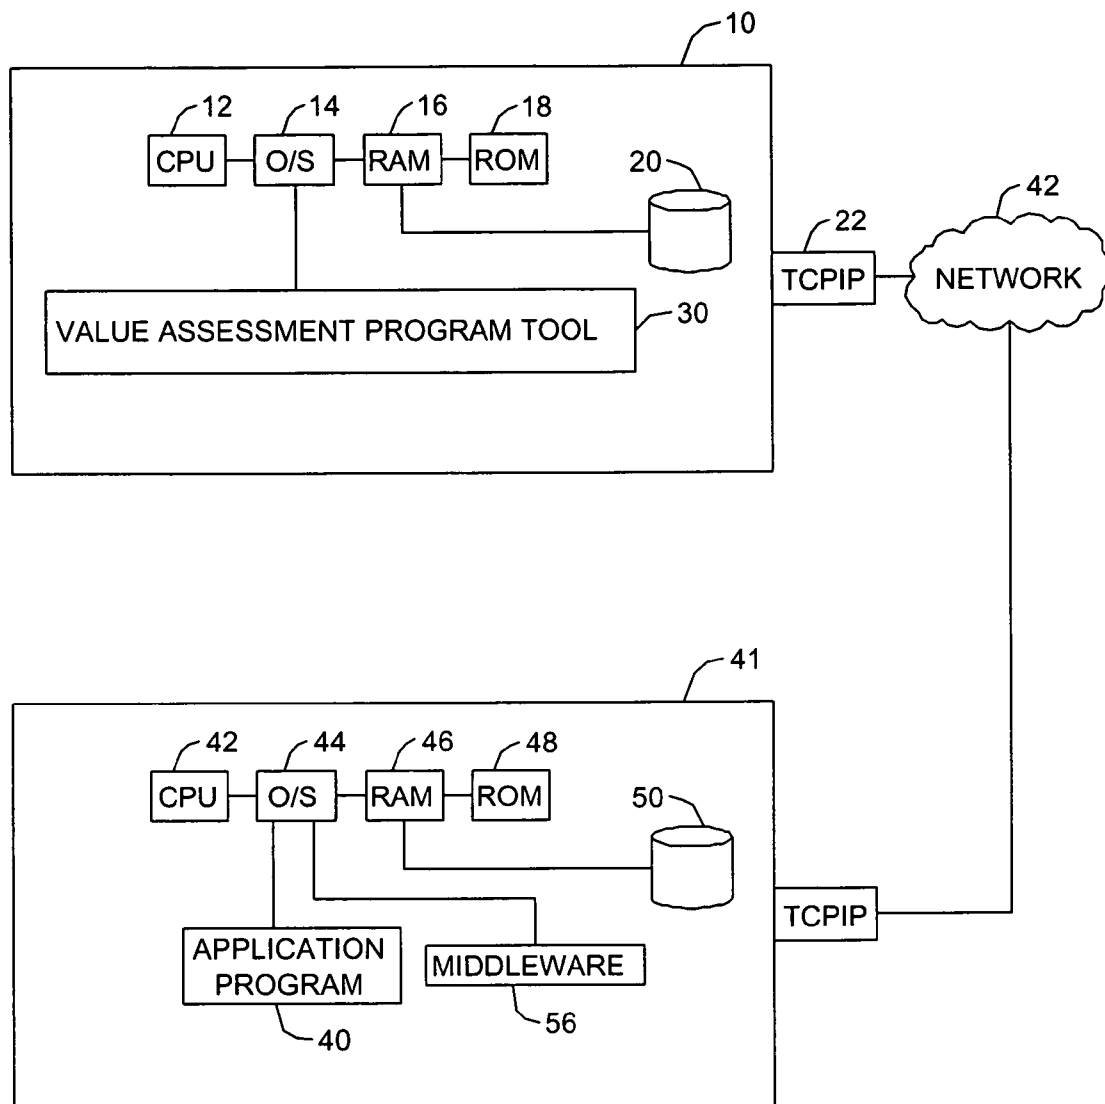 10
12
14
16
18
CPU
O/S
RAM
ROM
20
22
42
TCPIP
NETWORK
VALUE ASSESSMENT PROGRAM TOOL
30
41
42
44
46
48
CPU
O/S
RAM
ROM
50
TCPIP
APPLICATION
PROGRAM
MIDDLEWARE
40
56